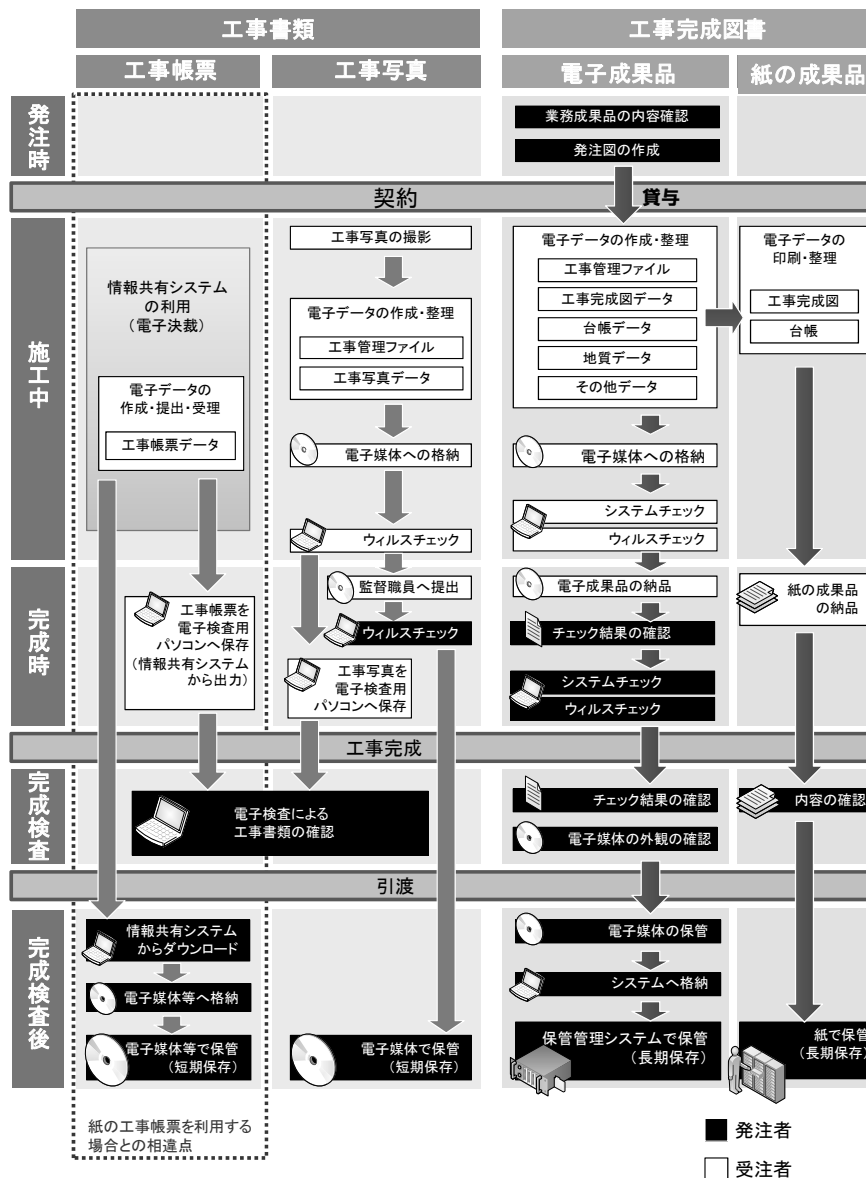 工事書類
工事完成図書
工事帳票
工事写真
電子成果品
紙の成果品
発注時
業務成果品の内容確認
発注図の作成
契約
貸与
施工中
情報共有システム
の利用
（電子決裁）
電子データの
作成・提出・受理
工事帳票データ
工事写真の撮影
電子データの作成・整理
工事管理ファイル
工事写真データ
電子媒体への格納
ウィルスチェック
電子データの作成・整理
工事管理ファイル
工事完成図データ
台帳データ
地質データ
その他データ
電子媒体への格納
システムチェック
ウィルスチェック
電子データの
印刷・整理
工事完成図
台帳
完成時
工事帳票を
電子検査用
パソコンへ保存
（情報共有システム
から出力）
監督職員へ提出
ウィルスチェック
工事写真を
電子検査用
パソコンへ保存
電子成果品の納品
チェック結果の確認
システムチェック
ウィルスチェック
紙の成果品
の納品
工事完成
完成検査
電子検査による
工事書類の確認
チェック結果の確認
電子媒体の外観の確認
内容の確認
引渡
完成検査後
情報共有システム
からダウンロード
電子媒体等へ格納
電子媒体等で保管
（短期保存）
電子媒体で保管
（短期保存）
電子媒体の保管
システムへ格納
保管管理システムで保管
（長期保存）
紙で保管
（長期保存）
紙の工事帳票を利用する
場合との相違点
発注者
受注者